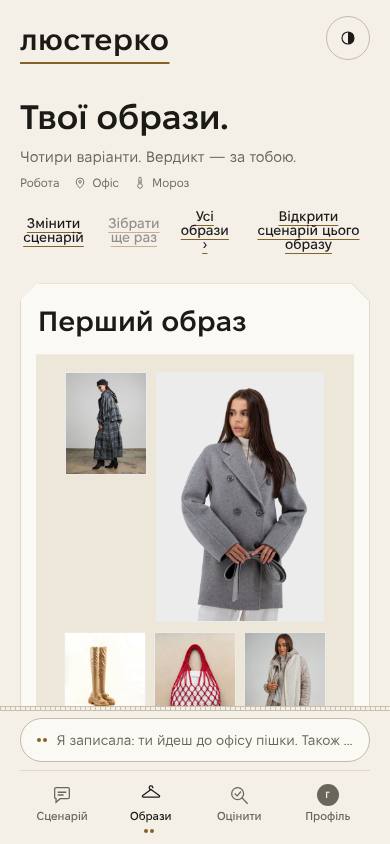 люстерко
Твої образи.
Чотири варіанти. Вердикт — за тобою.
Робота Офіс Мороз
Змінити сценарій
Зібрати ще раз
Усі образи ›
Відкрити сценарій цього образу
Перший образ
Я записала: ти йдеш до офісу пішки. Також ...
Сценарій Образи Оцінити Профіль
г